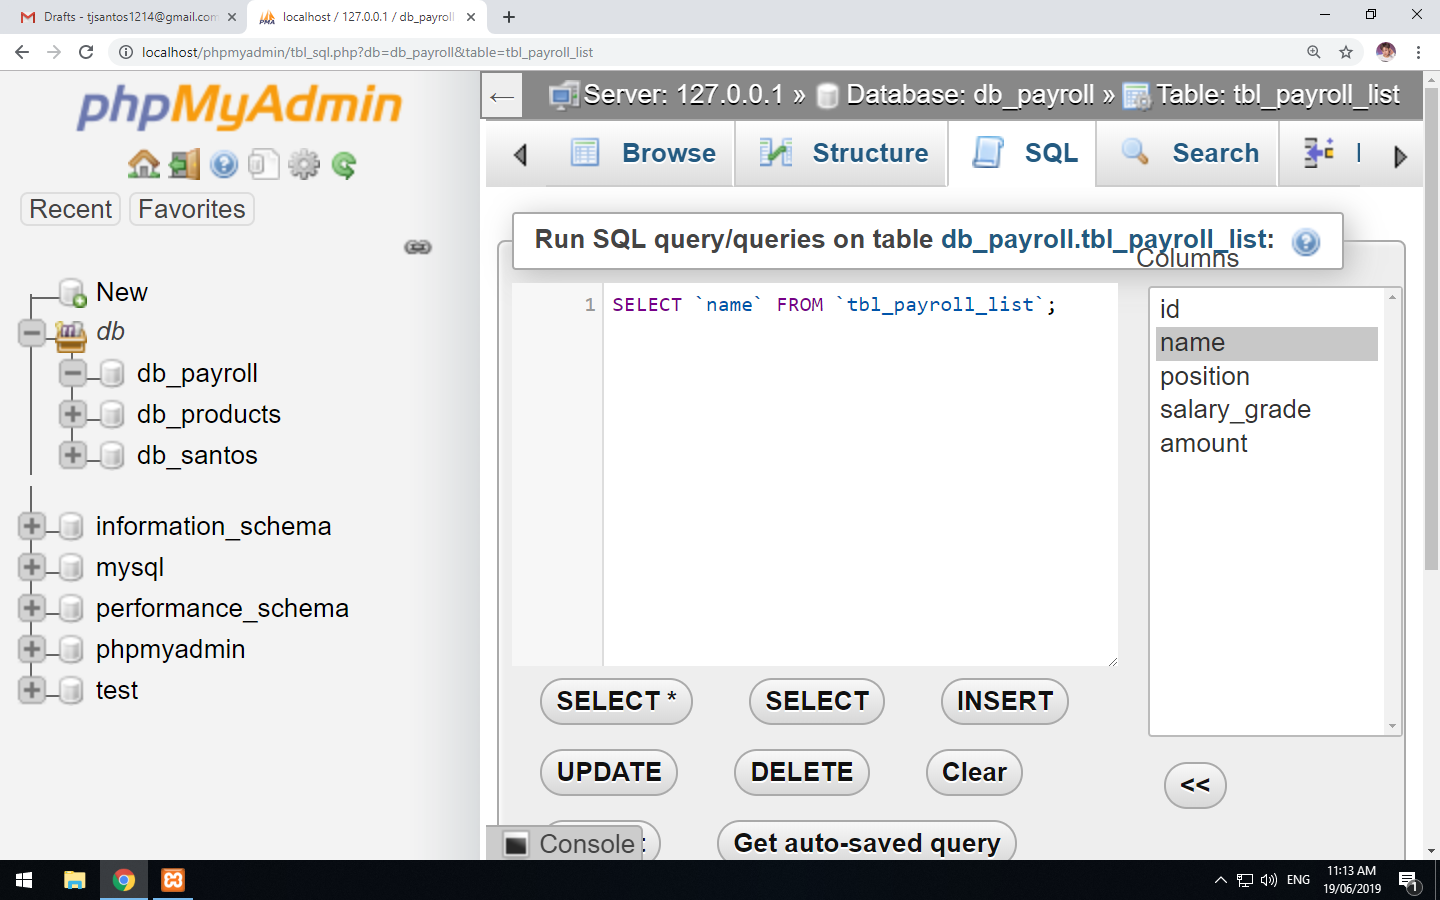 Drafts - tjsantos1214@gmail.com
localhost / 127.0.0.1 / db_payroll
localhost/phpmyadmin/tbl_sql.php?db=db_payroll&table=tbl_payroll_list
phpMyAdmin
Recent
Favorites
New
db
db_payroll
db_products
db_santos
information_schema
mysql
performance_schema
phpmyadmin
test
Server: 127.0.0.1 » Database: db_payroll » Table: tbl_payroll_list
Browse
Structure
SQL
Search
Run SQL query/queries on table db_payroll.tbl_payroll_list:
Columns
1 SELECT `name` FROM `tbl_payroll_list`;
id
name
position
salary_grade
amount
SELECT *
SELECT
INSERT
UPDATE
DELETE
Clear
<<
Console
Get auto-saved query
ENG
11:13 AM
19/06/2019
1